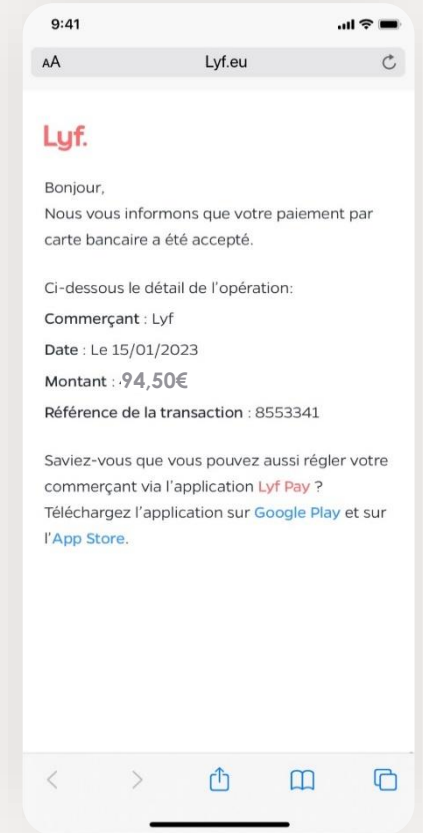 9:41
AA Lyf.eu
Lyf.
Bonjour,
Nous vous informons que votre paiement par
carte bancaire a été accepté.
Ci-dessous le détail de l'opération:
Commerçant : Lyf
Date : Le 15/01/2023
Montant : 94,50€
Référence de la transaction : 8553341
Saviez-vous que vous pouvez aussi régler votre
commerçant via l'application Lyf Pay ?
Téléchargez l'application sur Google Play et sur
l'App Store.